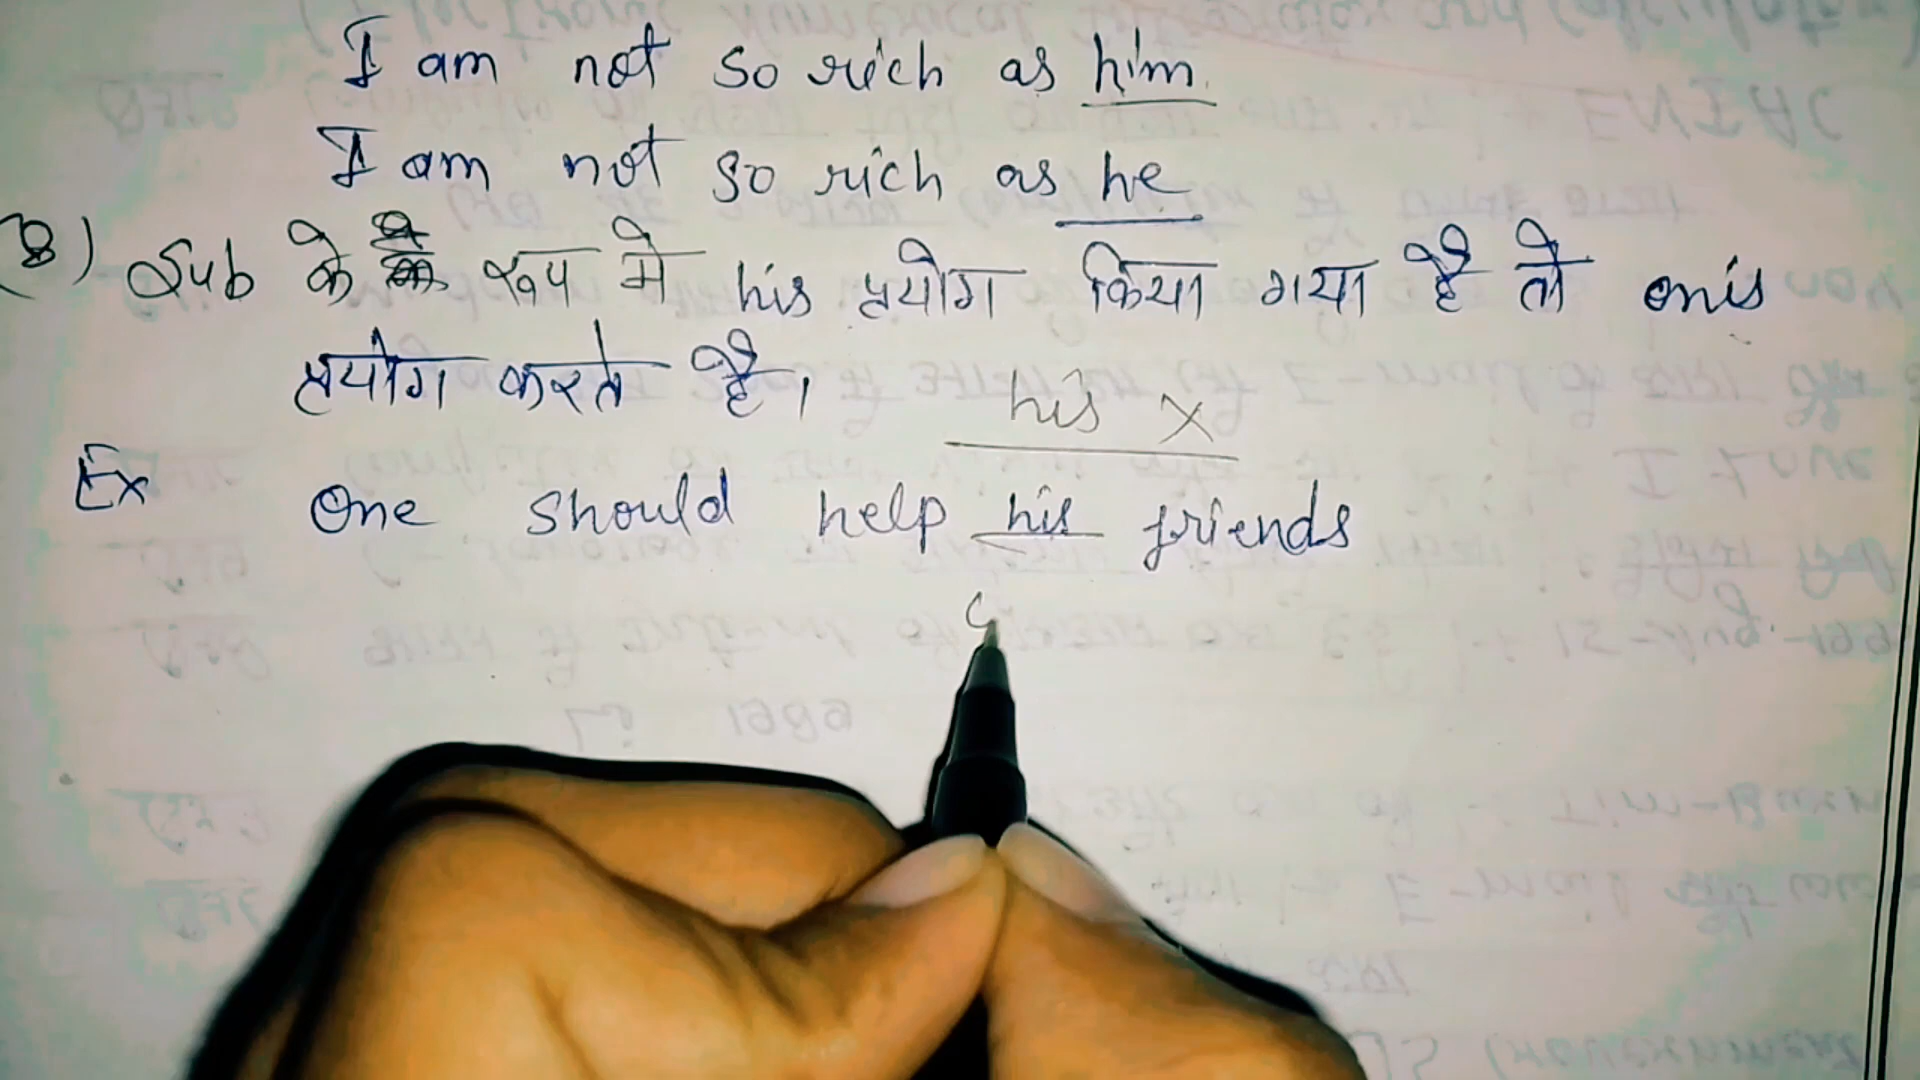 I am not so rich as him.
I am not so rich as he
(8) Sub के रूप मे his प्रयोग किया गया है तो onis
प्रयोग करते है।
his X
Ex One should help his friends